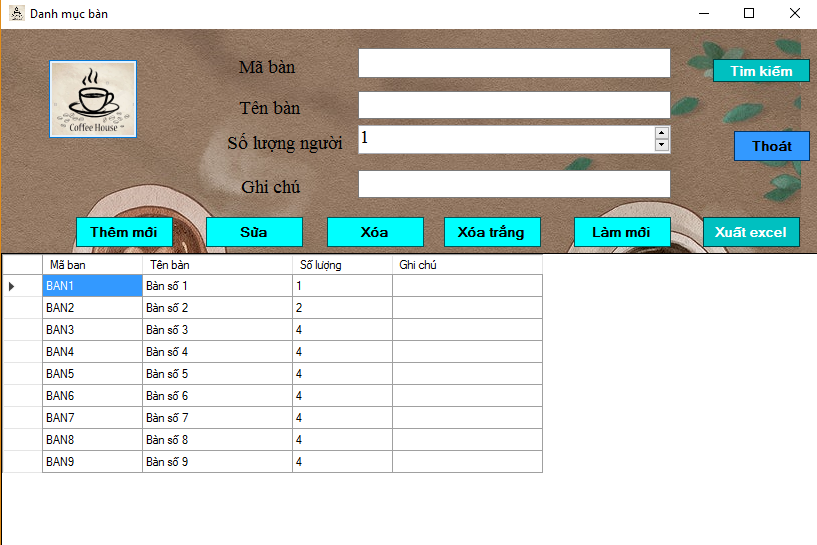 Danh mục bàn
Coffee House
Mã bàn
Tìm kiếm
Tên bàn
Số lượng người 1
Thoát
Ghi chú
Thêm mới Sửa Xóa Xóa trắng Làm mới Xuất excel
Mã ban Tên bàn Số lượng Ghi chú
BAN1 Bàn số 1 1
BAN2 Bàn số 2 2
BAN3 Bàn số 3 4
BAN4 Bàn số 4 4
BAN5 Bàn số 5 4
BAN6 Bàn số 6 4
BAN7 Bàn số 7 4
BAN8 Bàn số 8 4
BAN9 Bàn số 9 4